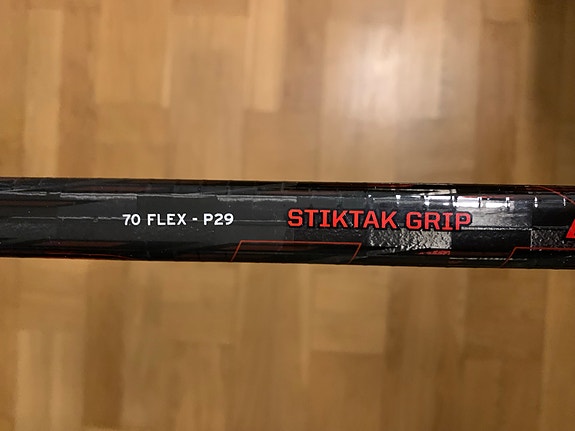 70 FLEX - P29 STIKTAK GRIP